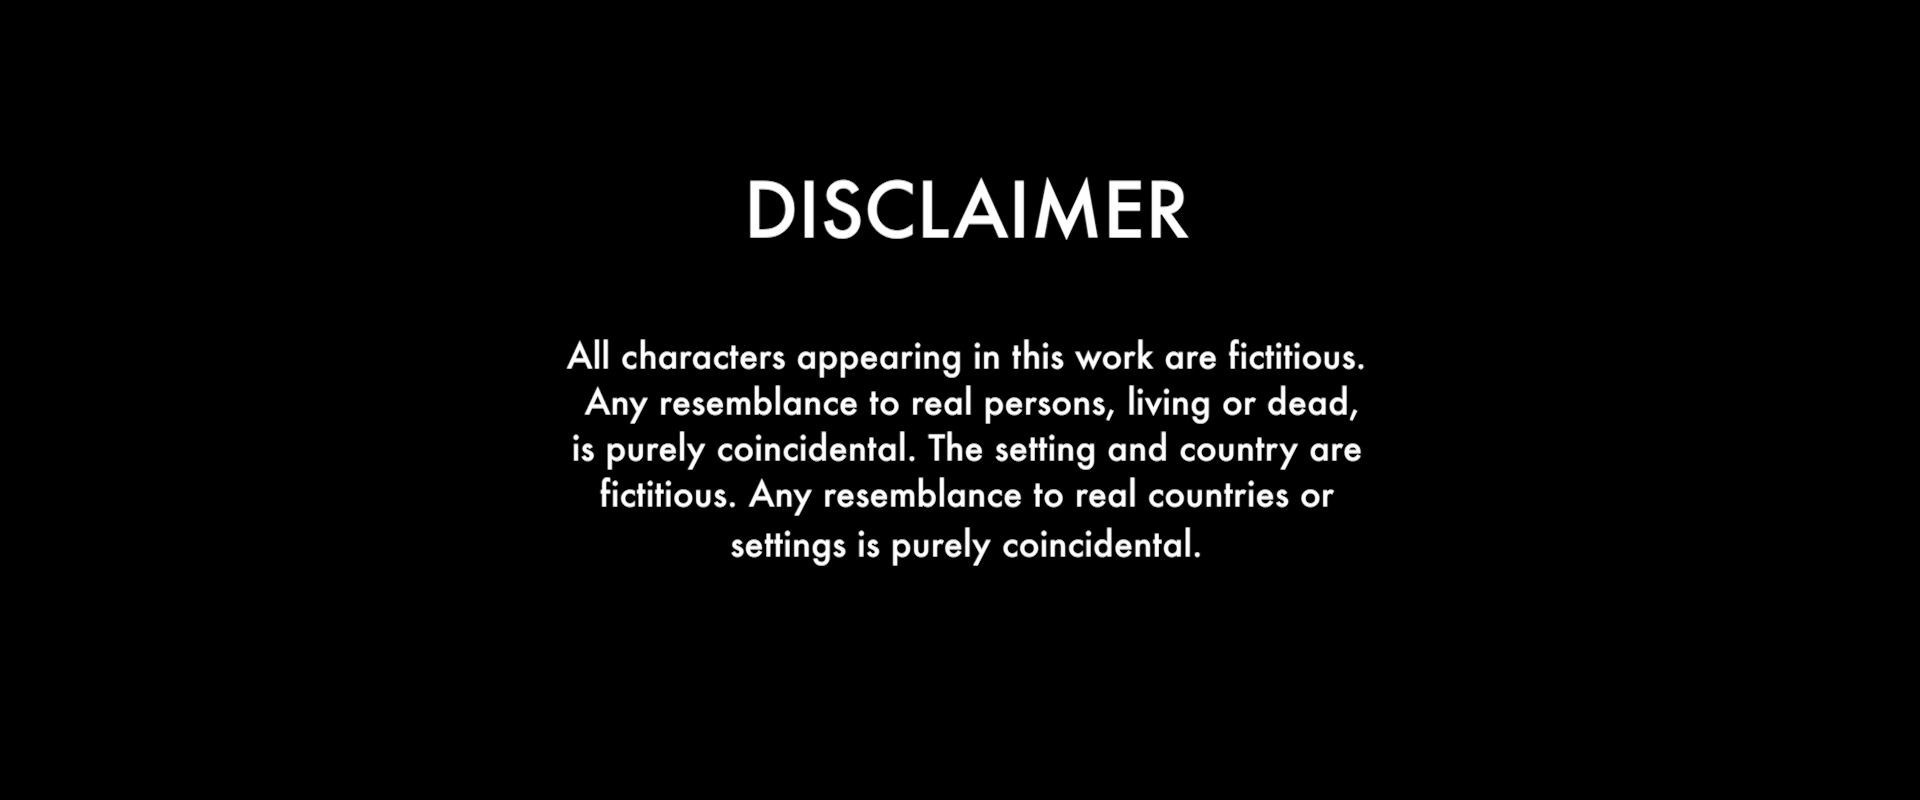 DISCLAIMER
All characters appearing in this work are fictitious.
Any resemblance to real persons, living or dead,
is purely coincidental. The setting and country are
fictitious. Any resemblance to real countries or
settings is purely coincidental.